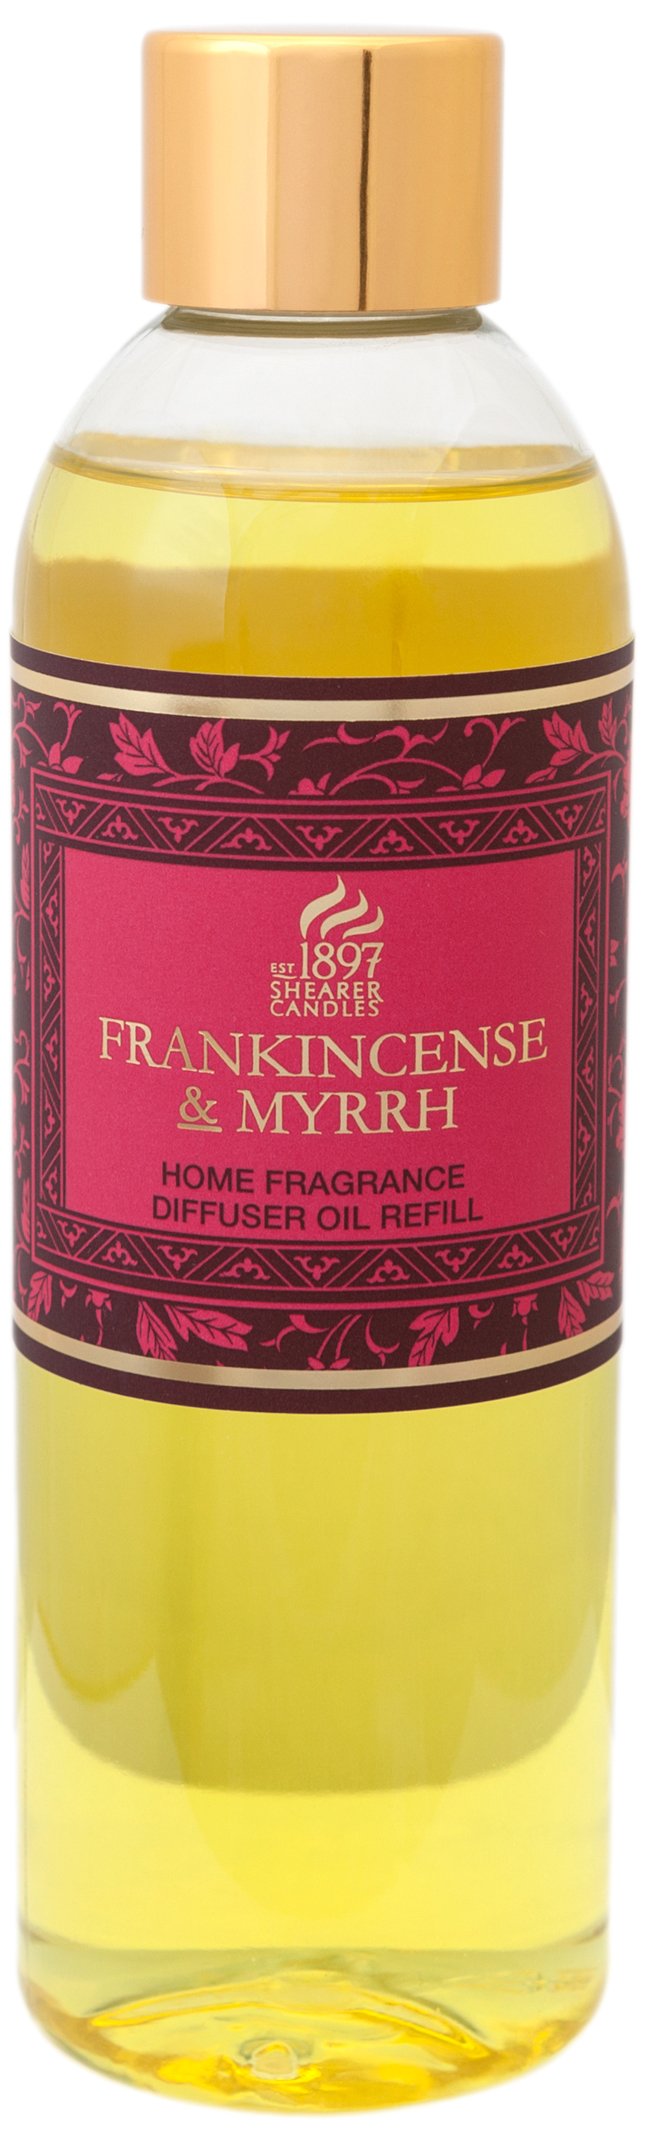 EST 1897
SHEARER
CANDLES
FRANKINCENSE
& MYRRH
HOME FRAGRANCE
DIFFUSER OIL REFILL